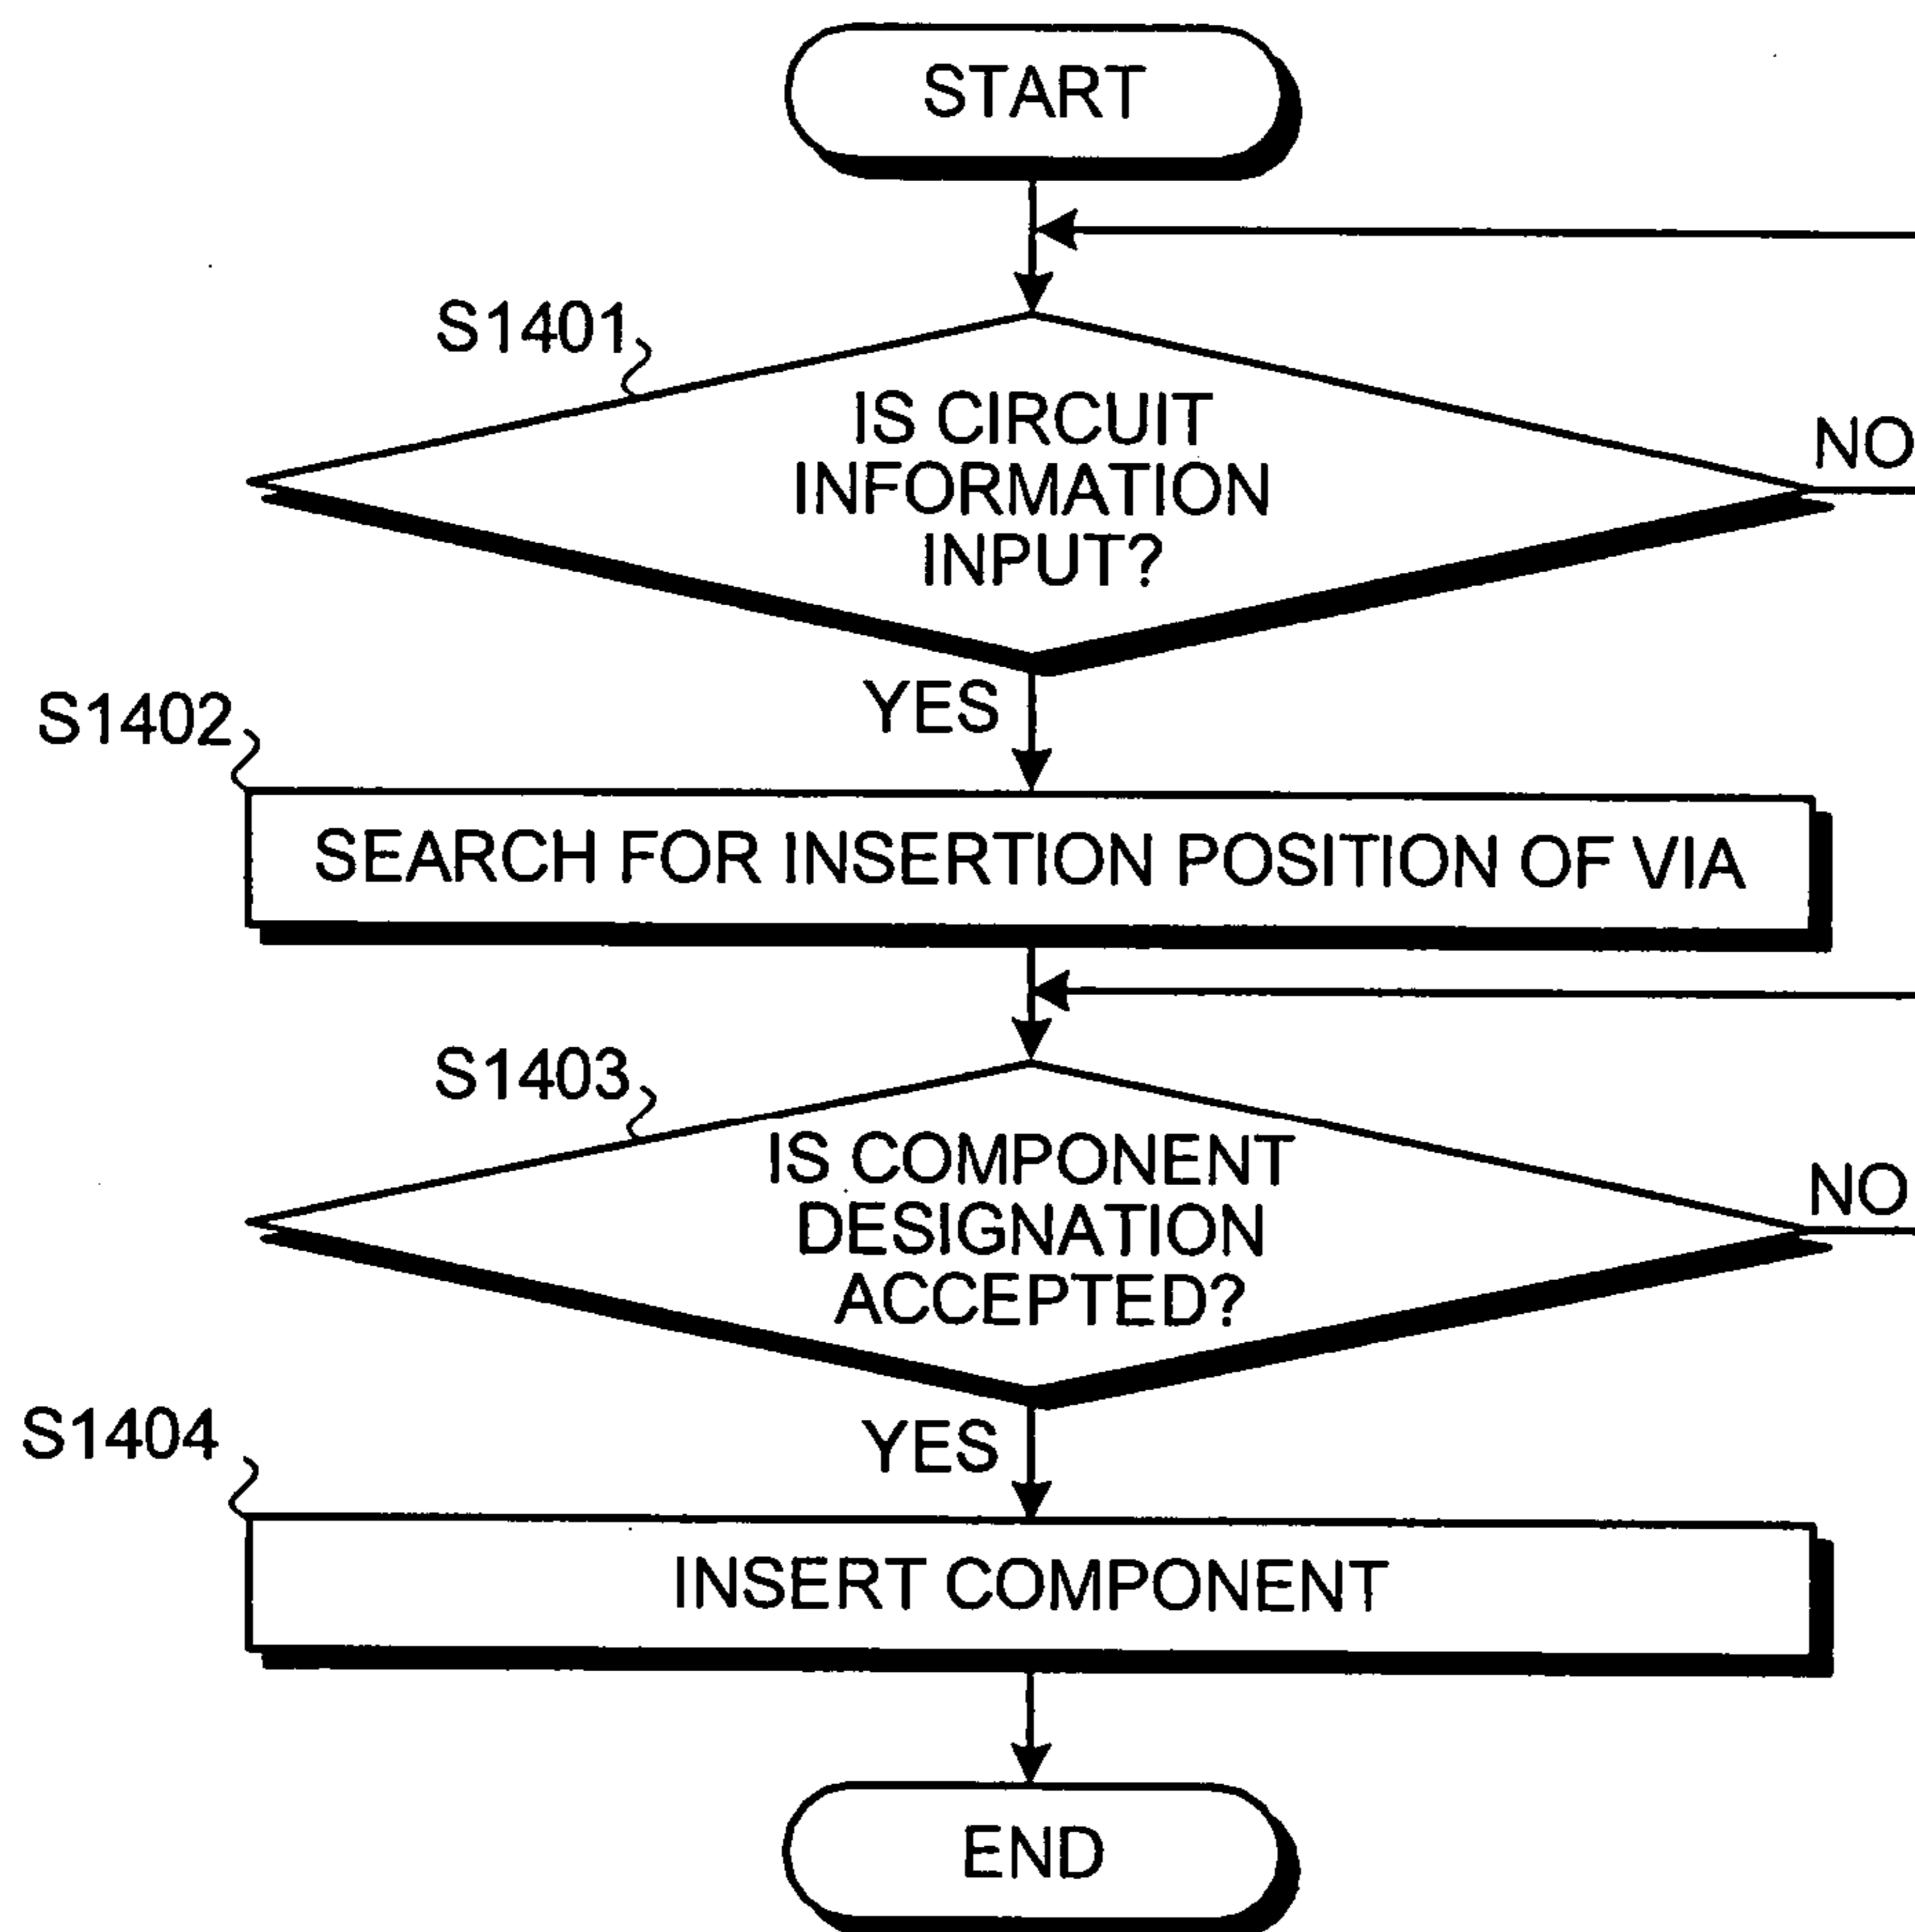 START
S1401
IS CIRCUIT
INFORMATION
INPUT?
NO
YES
S1402
SEARCH FOR INSERTION POSITION OF VIA
S1403
IS COMPONENT
DESIGNATION
ACCEPTED?
NO
YES
S1404
INSERT COMPONENT
END